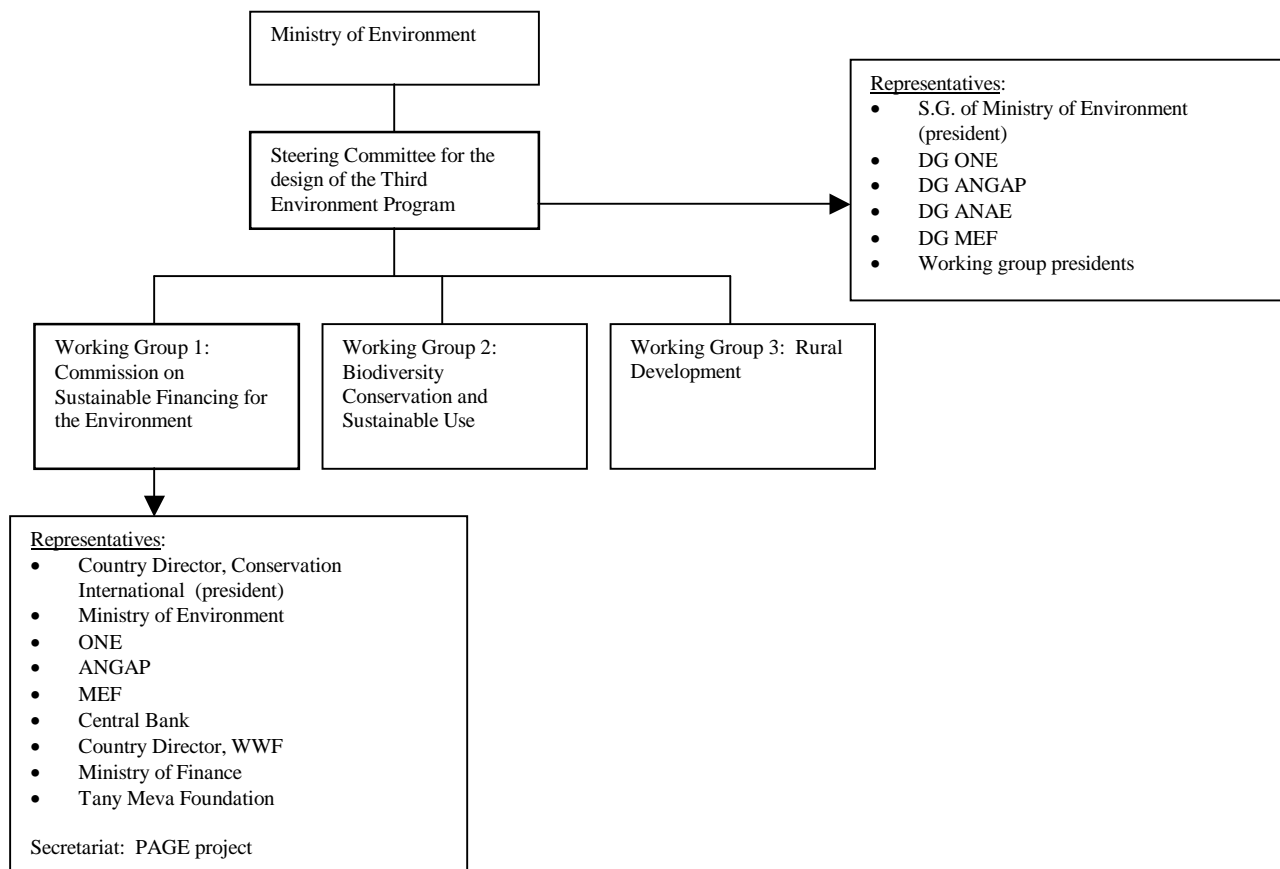 Ministry of Environment
Representatives:
• S.G. of Ministry of Environment
(president)
• DG ONE
• DG ANGAP
• DG ANAE
• DG MEF
• Working group presidents
Steering Committee for the
design of the Third
Environment Program
Working Group 1:
Commission on
Sustainable Financing for
the Environment
Working Group 2:
Biodiversity
Conservation and
Sustainable Use
Working Group 3:  Rural
Development
Representatives:
• Country Director, Conservation
International  (president)
• Ministry of Environment
• ONE
• ANGAP
• MEF
• Central Bank
• Country Director, WWF
• Ministry of Finance
• Tany Meva Foundation
Secretariat:  PAGE project